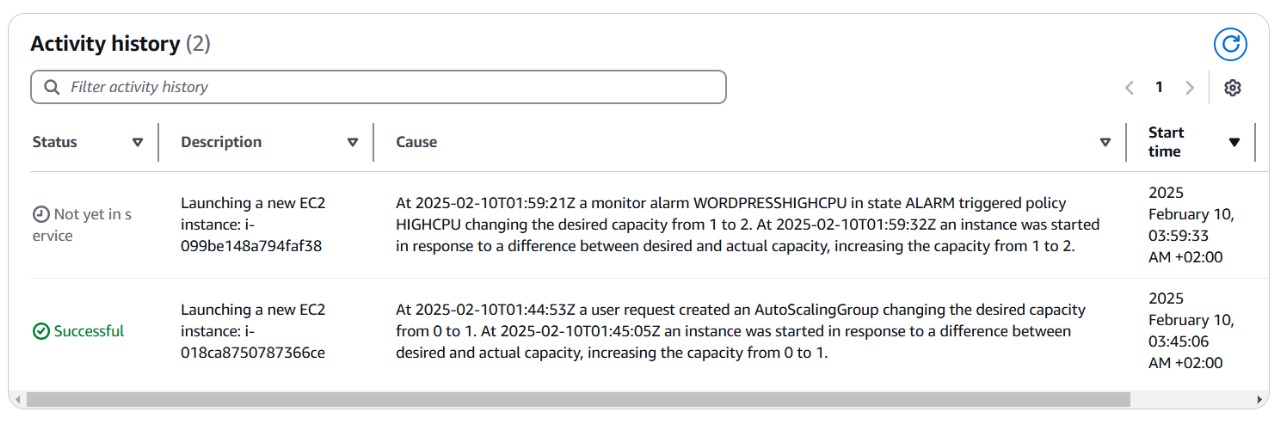 Activity history (2)
Filter activity history
1
Status
Description
Cause
Start
time
Not yet in s
ervice
Launching a new EC2
instance: i-
099be148a794faf38
At 2025-02-10T01:59:21Z a monitor alarm WORDPRESSHIGHCPU in state ALARM triggered policy
HIGHCPU changing the desired capacity from 1 to 2. At 2025-02-10T01:59:32Z an instance was started
in response to a difference between desired and actual capacity, increasing the capacity from 1 to 2.
2025
February 10,
03:59:33
AM +02:00
Successful
Launching a new EC2
instance: i-
018ca8750787366ce
At 2025-02-10T01:44:53Z a user request created an AutoScalingGroup changing the desired capacity
from 0 to 1. At 2025-02-10T01:45:05Z an instance was started in response to a difference between
desired and actual capacity, increasing the capacity from 0 to 1.
2025
February 10,
03:45:06
AM +02:00